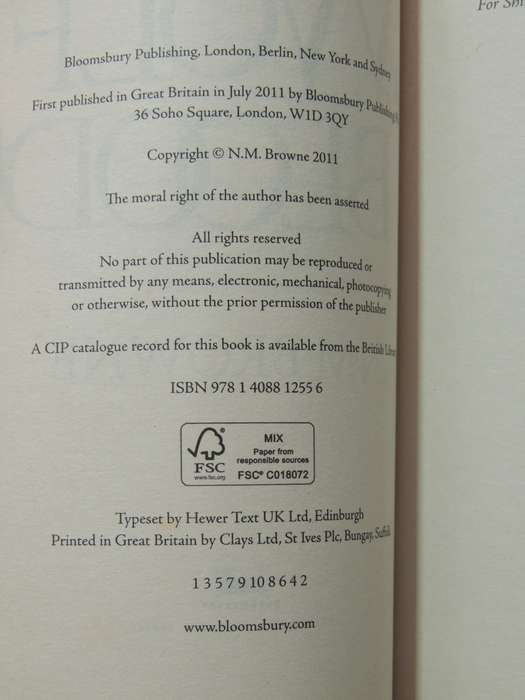 For
Bloomsbury Publishing, London, Berlin, New York and Sydney
First published in Great Britain in July 2011 by Bloomsbury Publishing
36 Soho Square, London, W1D 3QY
Copyright © N.M. Browne 2011
The moral right of the author has been asserted
All rights reserved
No part of this publication may be reproduced or
transmitted by any means, electronic, mechanical, photocopying
or otherwise, without the prior permission of the publisher
A CIP catalogue record for this book is available from the British
ISBN 978 1 4088 1255 6
FSC
www.fsc.org
MIX
Paper from
responsible sources
FSC® C018072
Typeset by Hewer Text UK Ltd, Edinburgh
Printed in Great Britain by Clays Ltd, St Ives Plc, Bungay, Suffolk
1 3 5 7 9 10 8 6 4 2
www.bloomsbury.com